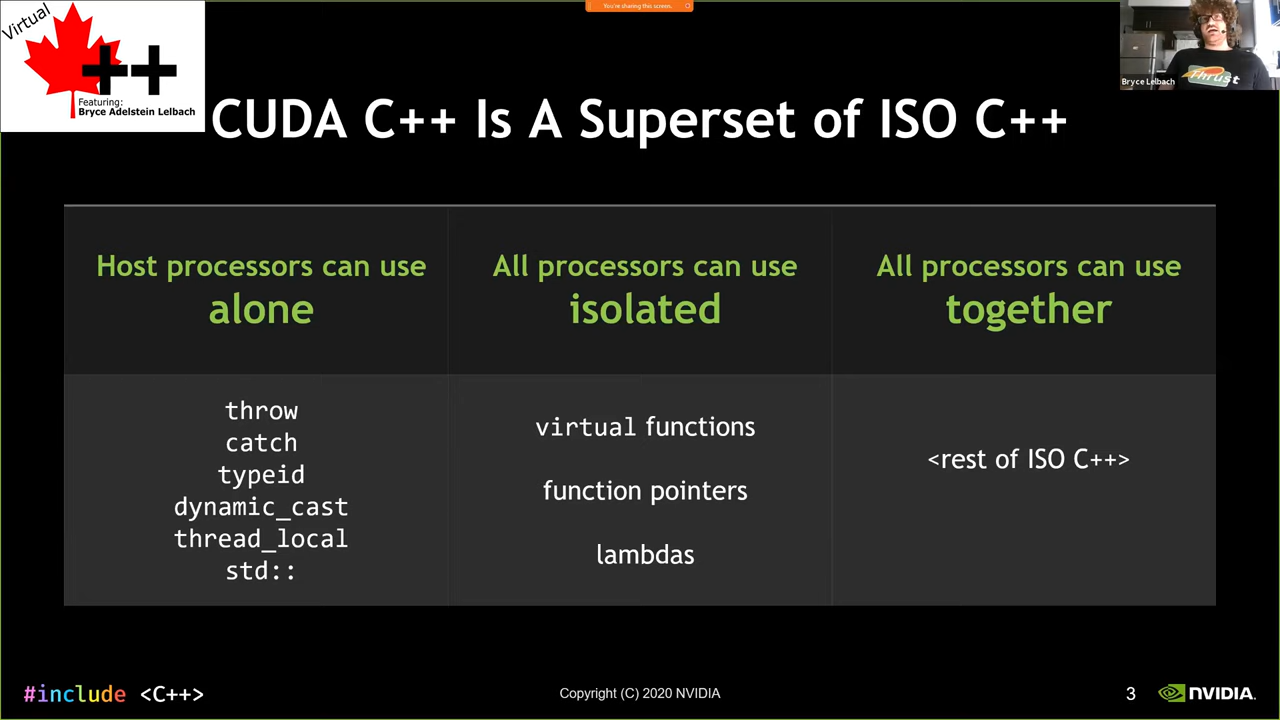 You're sharing this screen.
Virtual
++
Featuring:
Bryce Adelstein Lelbach
Thrust
Bryce Lelbach
CUDA C++ Is A Superset of ISO C++
Host processors can use
alone
All processors can use
isolated
All processors can use
together
throw
catch
typeid
dynamic_cast
thread_local
std::
virtual functions
function pointers
lambdas
<rest of ISO C++>
#include <C++>
Copyright (C) 2020 NVIDIA
3
NVIDIA.